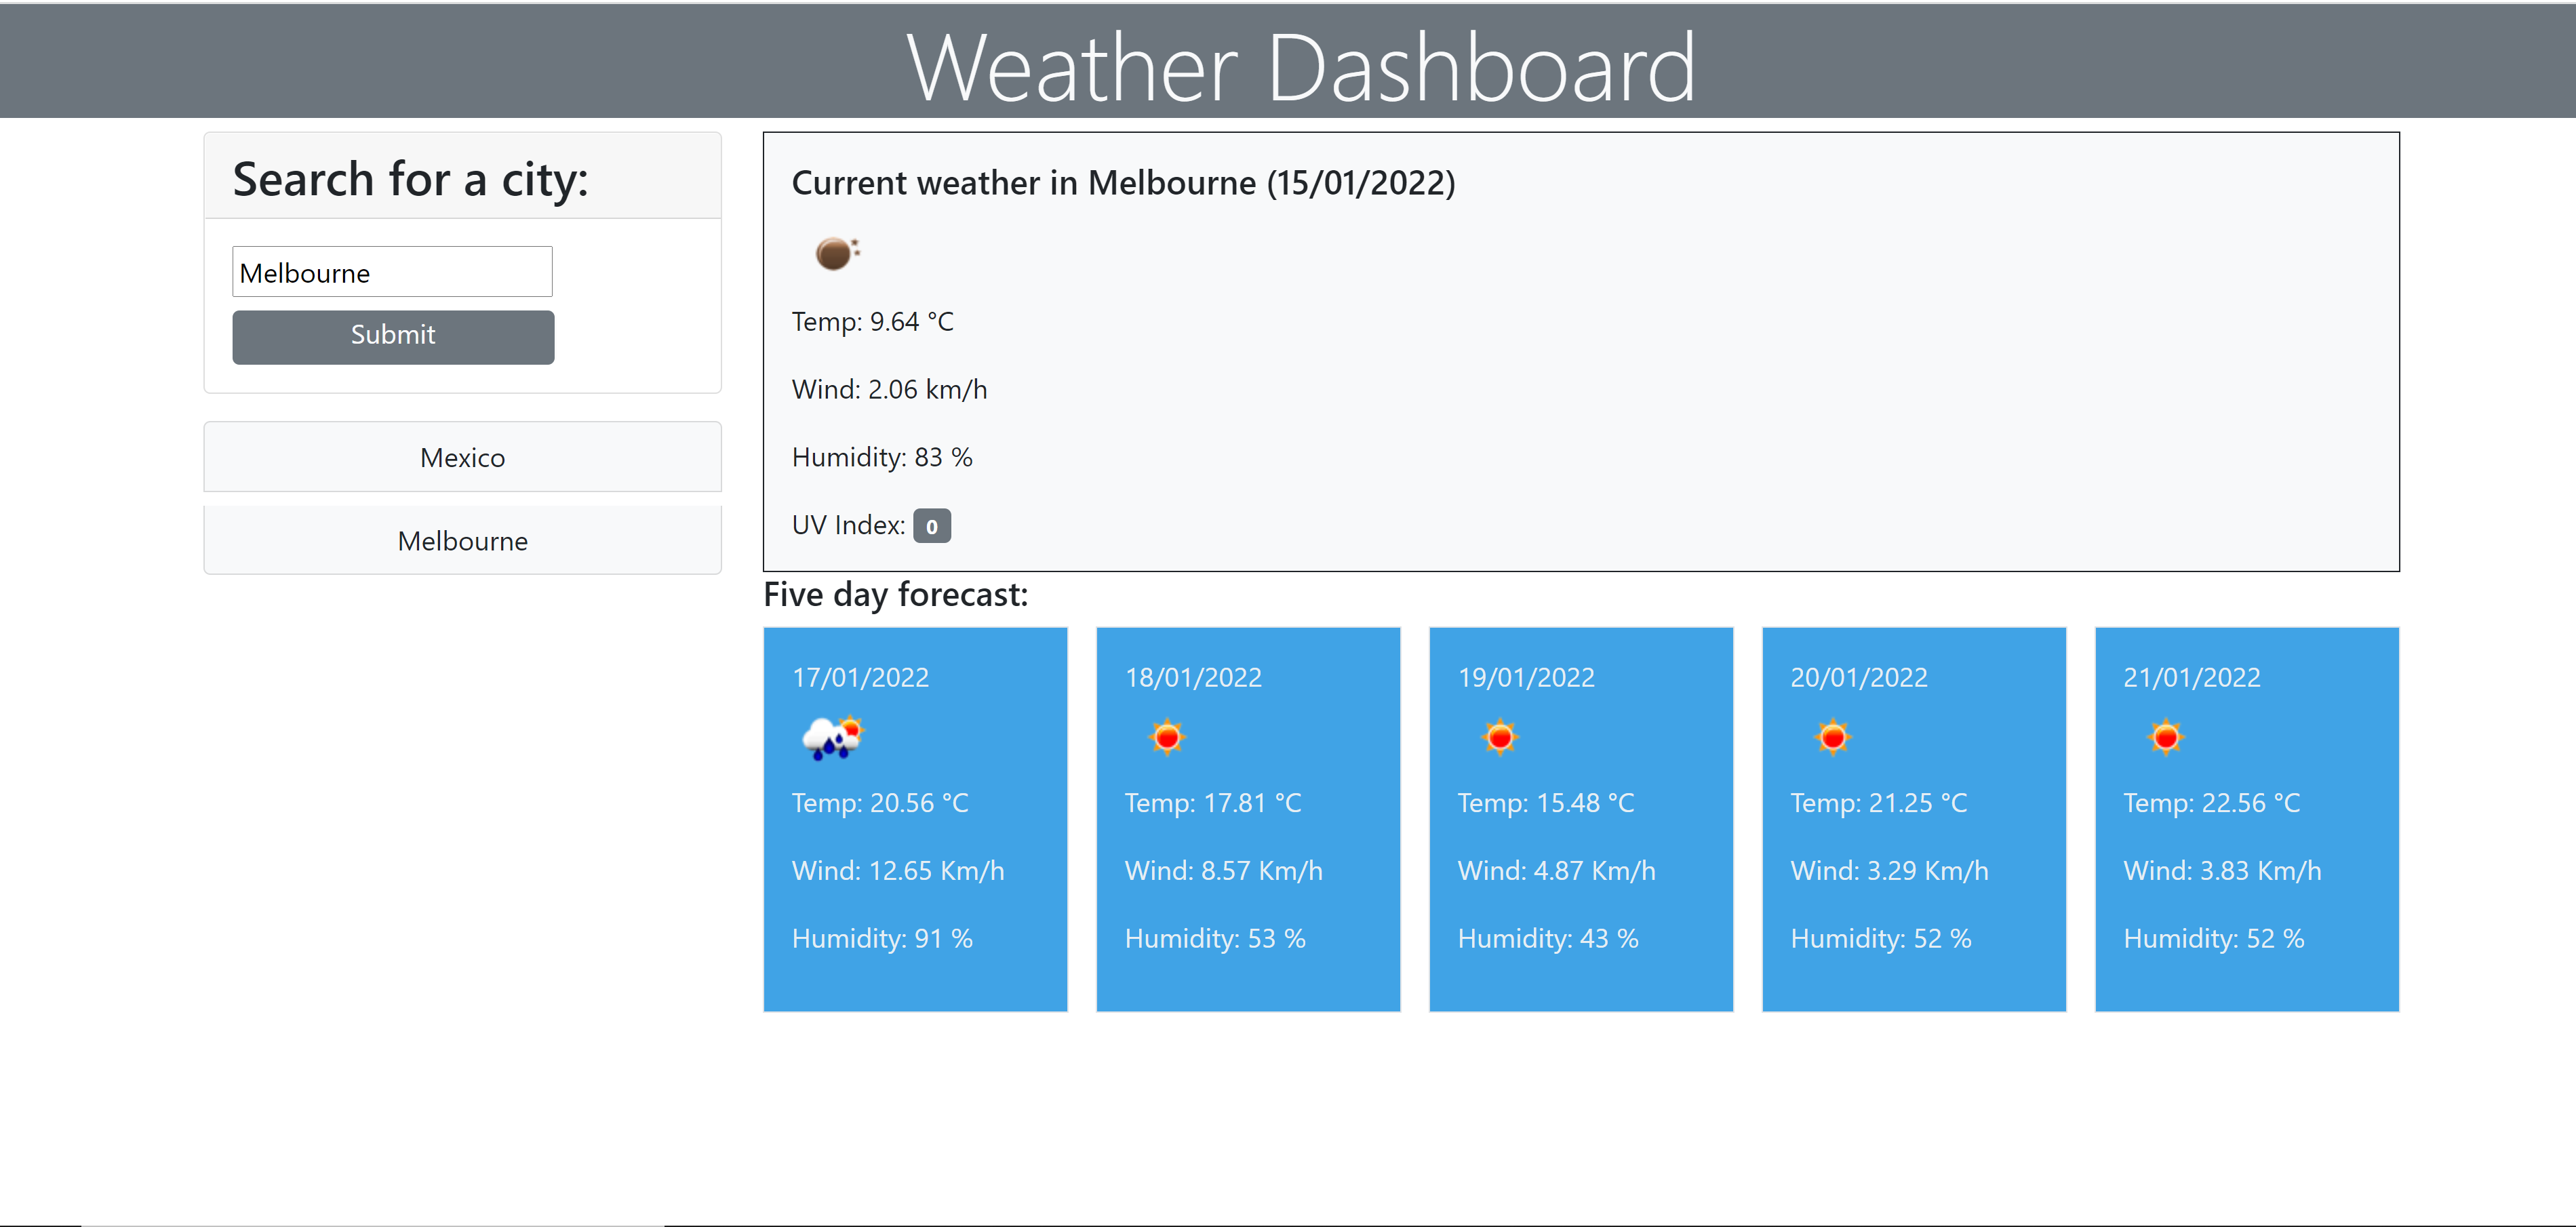 Weather Dashboard
Search for a city:
Melbourne
Submit
Mexico
Melbourne
Current weather in Melbourne (15/01/2022)
Temp: 9.64 °C
Wind: 2.06 km/h
Humidity: 83 %
UV Index: 0
Five day forecast:
17/01/2022
Temp: 20.56 °C
Wind: 12.65 Km/h
Humidity: 91 %
18/01/2022
Temp: 17.81 °C
Wind: 8.57 Km/h
Humidity: 53 %
19/01/2022
Temp: 15.48 °C
Wind: 4.87 Km/h
Humidity: 43 %
20/01/2022
Temp: 21.25 °C
Wind: 3.29 Km/h
Humidity: 52 %
21/01/2022
Temp: 22.56 °C
Wind: 3.83 Km/h
Humidity: 52 %